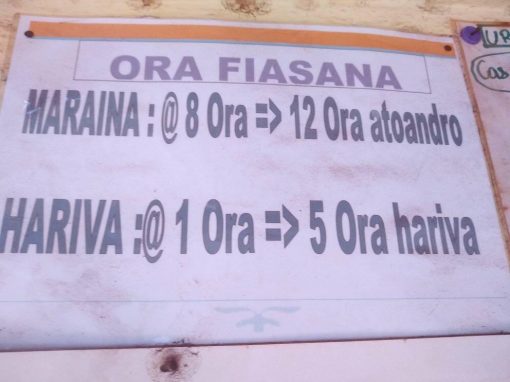 ORA FIASANA
MARAINA : @ 8 Ora => 12 Ora atoandro
HARIVA :@ 1 Ora => 5 Ora hariva